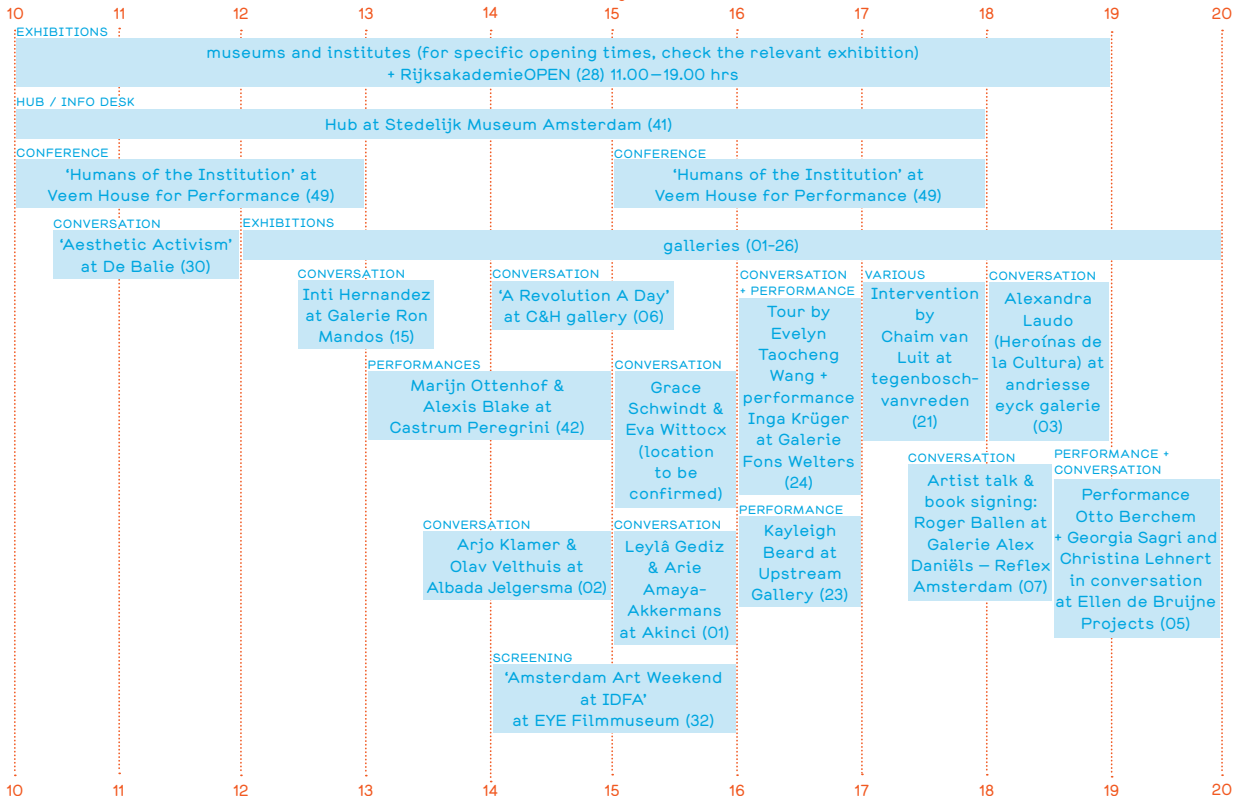 10 11 12 13 14 15 16 17 18 19 20
EXHIBITIONS
museums and institutes (for specific opening times, check the relevant exhibition)
+ RijksakademieOPEN (28) 11.00–19.00 hrs
HUB / INFO DESK
Hub at Stedelijk Museum Amsterdam (41)
CONFERENCE
‘Humans of the Institution’ at
Veem House for Performance (49)
CONFERENCE
‘Humans of the Institution’ at
Veem House for Performance (49)
CONVERSATION
‘Aesthetic Activism’
at De Balie (30)
EXHIBITIONS
galleries (01-26)
CONVERSATION
Inti Hernandez
at Galerie Ron
Mandos (15)
CONVERSATION
‘A Revolution A Day’
at C&H gallery (06)
CONVERSATION
+ PERFORMANCE
Tour by
Evelyn
Taocheng
Wang +
performance
Inga Krüger
at Galerie
Fons Welters
(24)
VARIOUS
Intervention
by
Chaim van
Luit at
tegenbosch-
vanvreden
(21)
CONVERSATION
Alexandra
Laudo
(Heroínas de
la Cultura) at
andriesse
eyck galerie
(03)
PERFORMANCES
Marijn Ottenhof &
Alexis Blake at
Castrum Peregrini (42)
CONVERSATION
Grace
Schwindt &
Eva Wittocx
(location
to be
confirmed)
CONVERSATION
Artist talk &
book signing:
Roger Ballen at
Galerie Alex
Daniëls – Reflex
Amsterdam (07)
PERFORMANCE +
CONVERSATION
Performance
Otto Berchem
+ Georgia Sagri and
Christina Lehnert
in conversation
at Ellen de Bruijne
Projects (05)
CONVERSATION
Arjo Klamer &
Olav Velthuis at
Albada Jelgersma (02)
CONVERSATION
Leylâ Gediz
& Arie
Amaya-
Akkermans
at Akinci (01)
PERFORMANCE
Kayleigh
Beard at
Upstream
Gallery (23)
SCREENING
‘Amsterdam Art Weekend
at IDFA’
at EYE Filmmuseum (32)
10 11 12 13 14 15 16 17 18 19 20